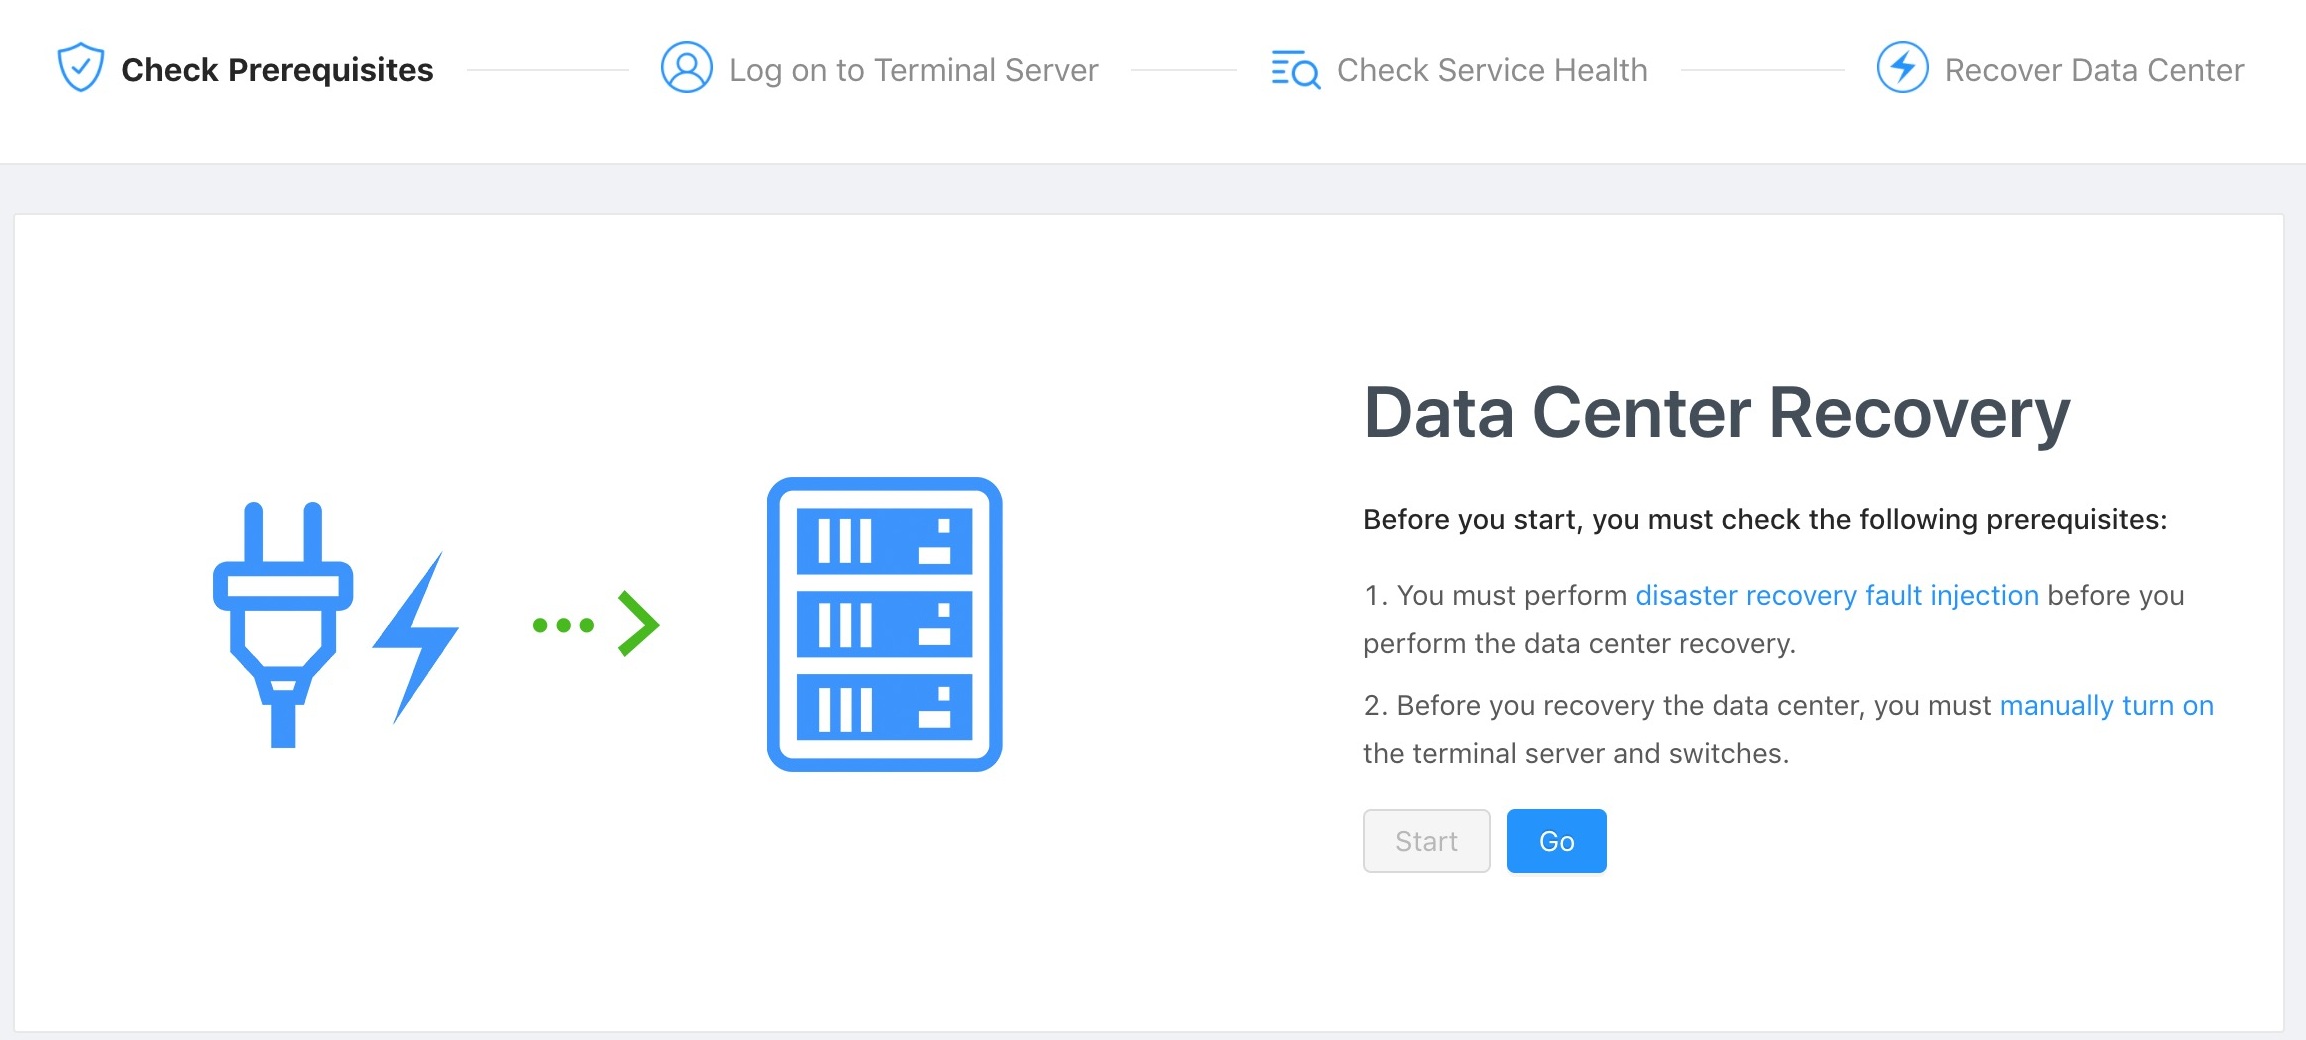 Check Prerequisites
Log on to Terminal Server
Check Service Health
Recover Data Center
Data Center Recovery
Before you start, you must check the following prerequisites:
1. You must perform disaster recovery fault injection before you
perform the data center recovery.
2. Before you recovery the data center, you must manually turn on
the terminal server and switches.
Start
Go